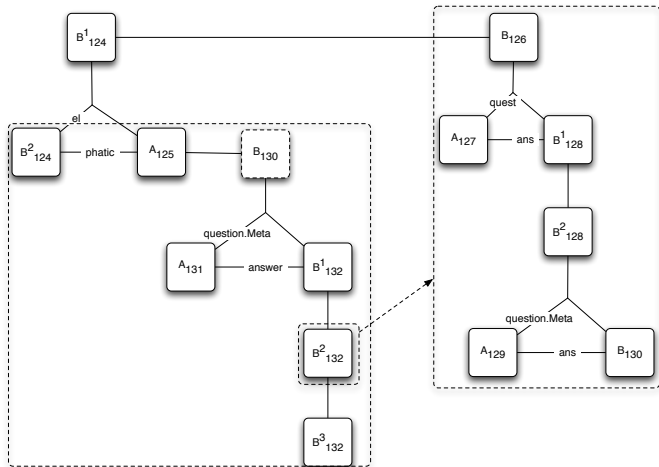 B¹₁₂₄
B₁₂₆
el
quest
B²₁₂₄
phatic
A₁₂₅
B₁₃₀
A₁₂₇
ans
B¹₁₂₈
B²₁₂₈
question.Meta
A₁₃₁
answer
B¹₁₃₂
question.Meta
B²₁₃₂
A₁₂₉
ans
B₁₃₀
B³₁₃₂